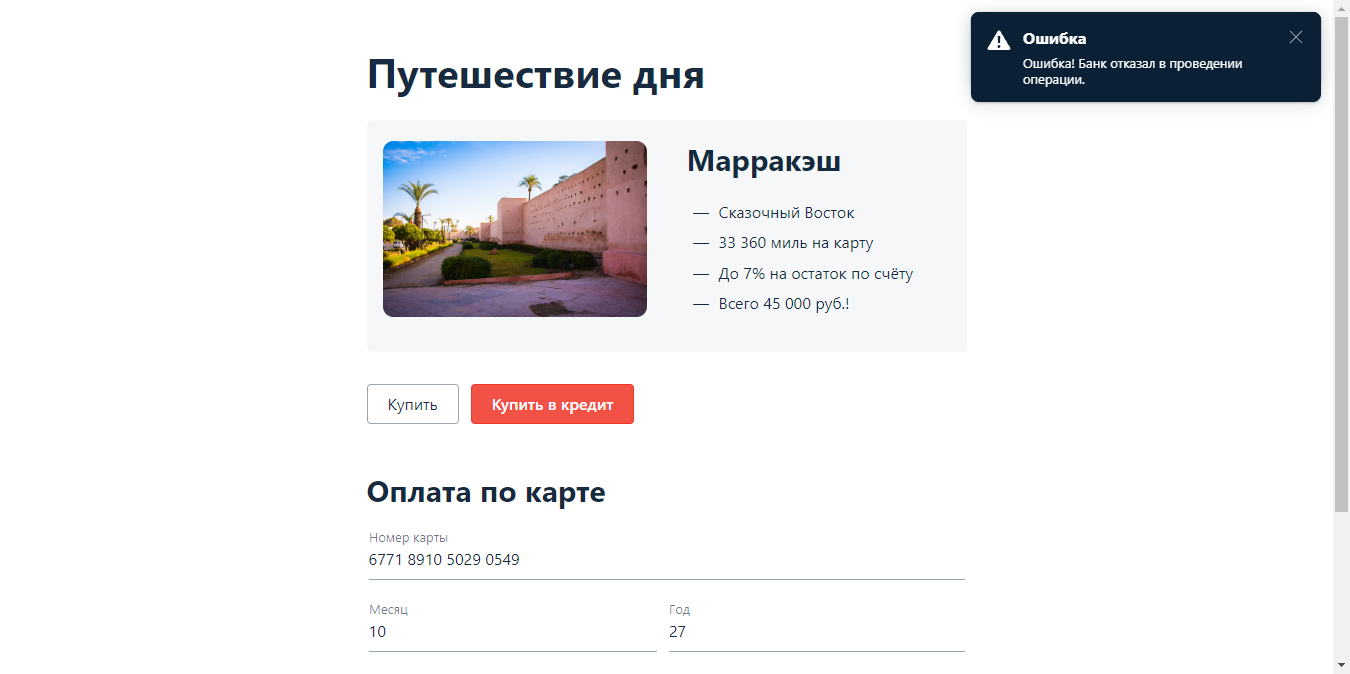 Ошибка
Ошибка! Банк отказал в проведении
операции.
Путешествие дня
Марракэш
— Сказочный Восток
— 33 360 миль на карту
— До 7% на остаток по счёту
— Всего 45 000 руб.!
Купить
Купить в кредит
Оплата по карте
Номер карты
6771 8910 5029 0549
Месяц
Год
10
27